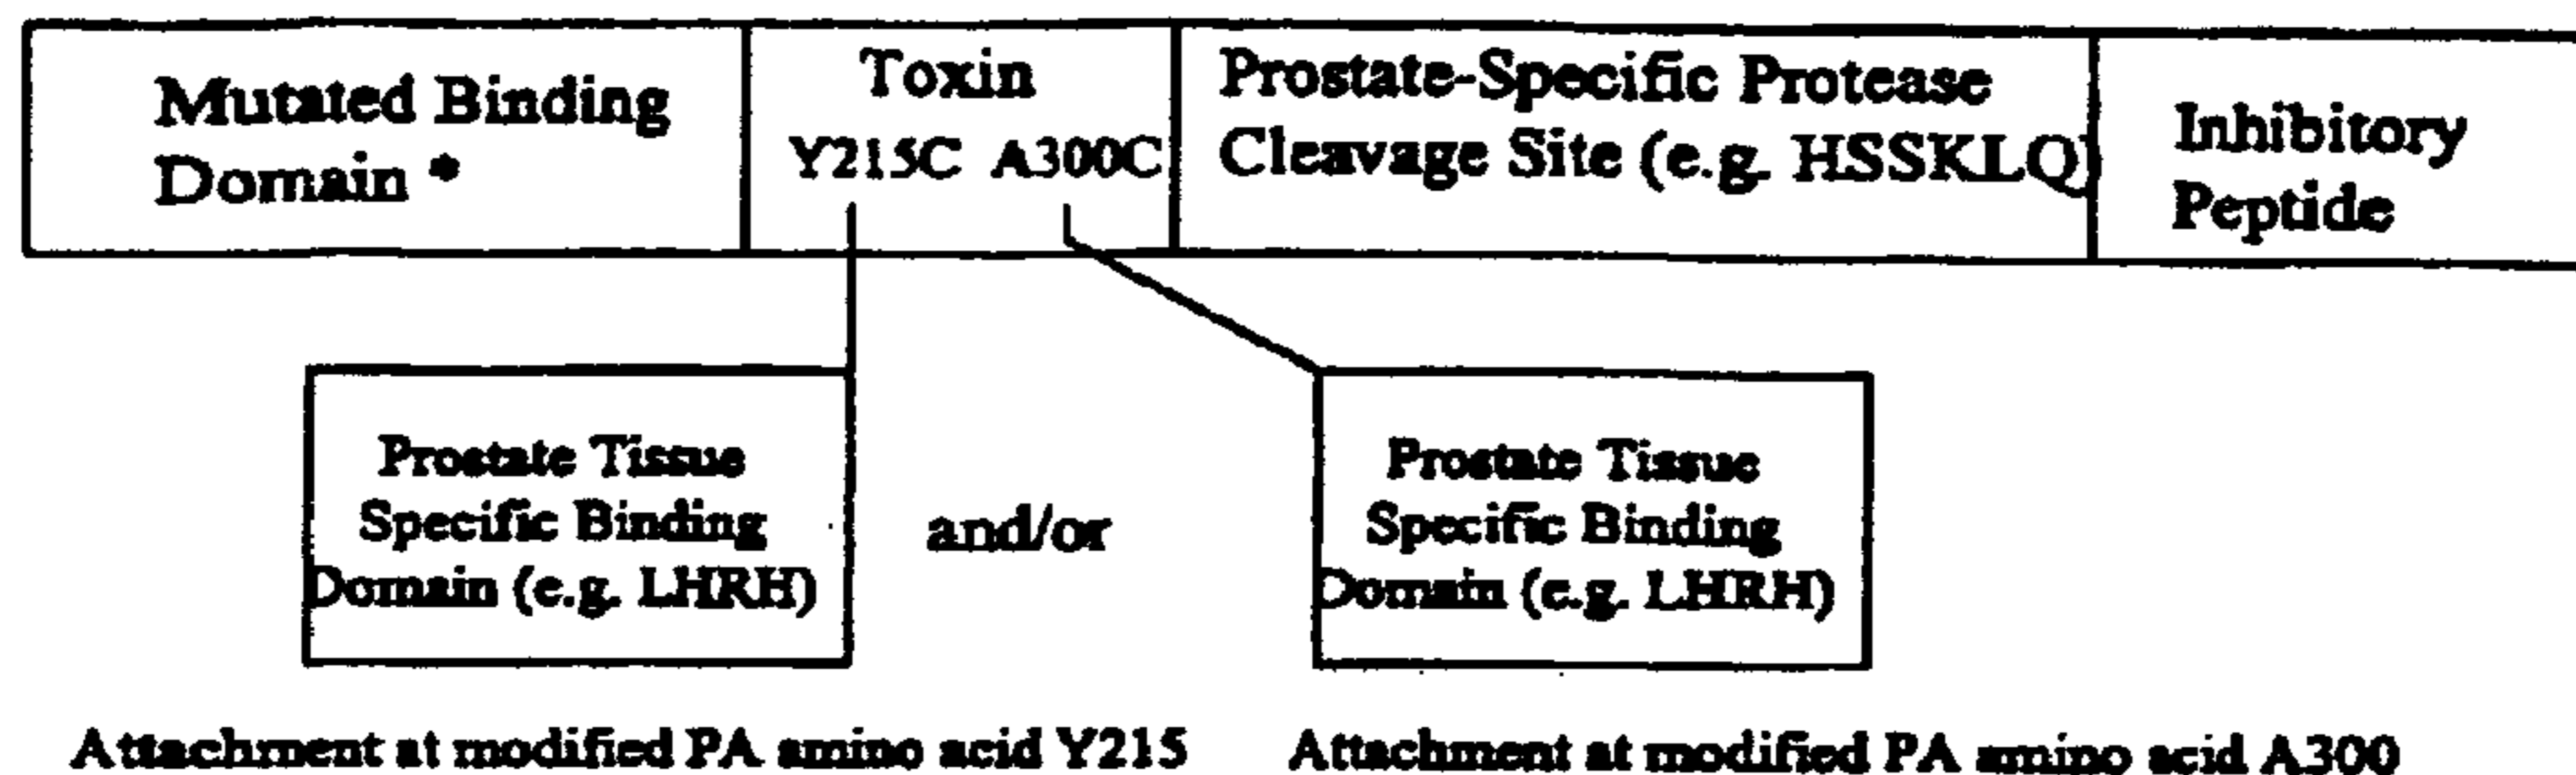 Mutated Binding
Domain *
Toxin
Y215C A300C
Prostate-Specific Protease
Cleavage Site (e.g. HSSKLQ)
Inhibitory
Peptide
Prostate Tissue
Specific Binding
Domain (e.g. LHRH)
and/or
Prostate Tissue
Specific Binding
Domain (e.g. LHRH)
Attachment at modified PA amino acid Y215
Attachment at modified PA amino acid A300